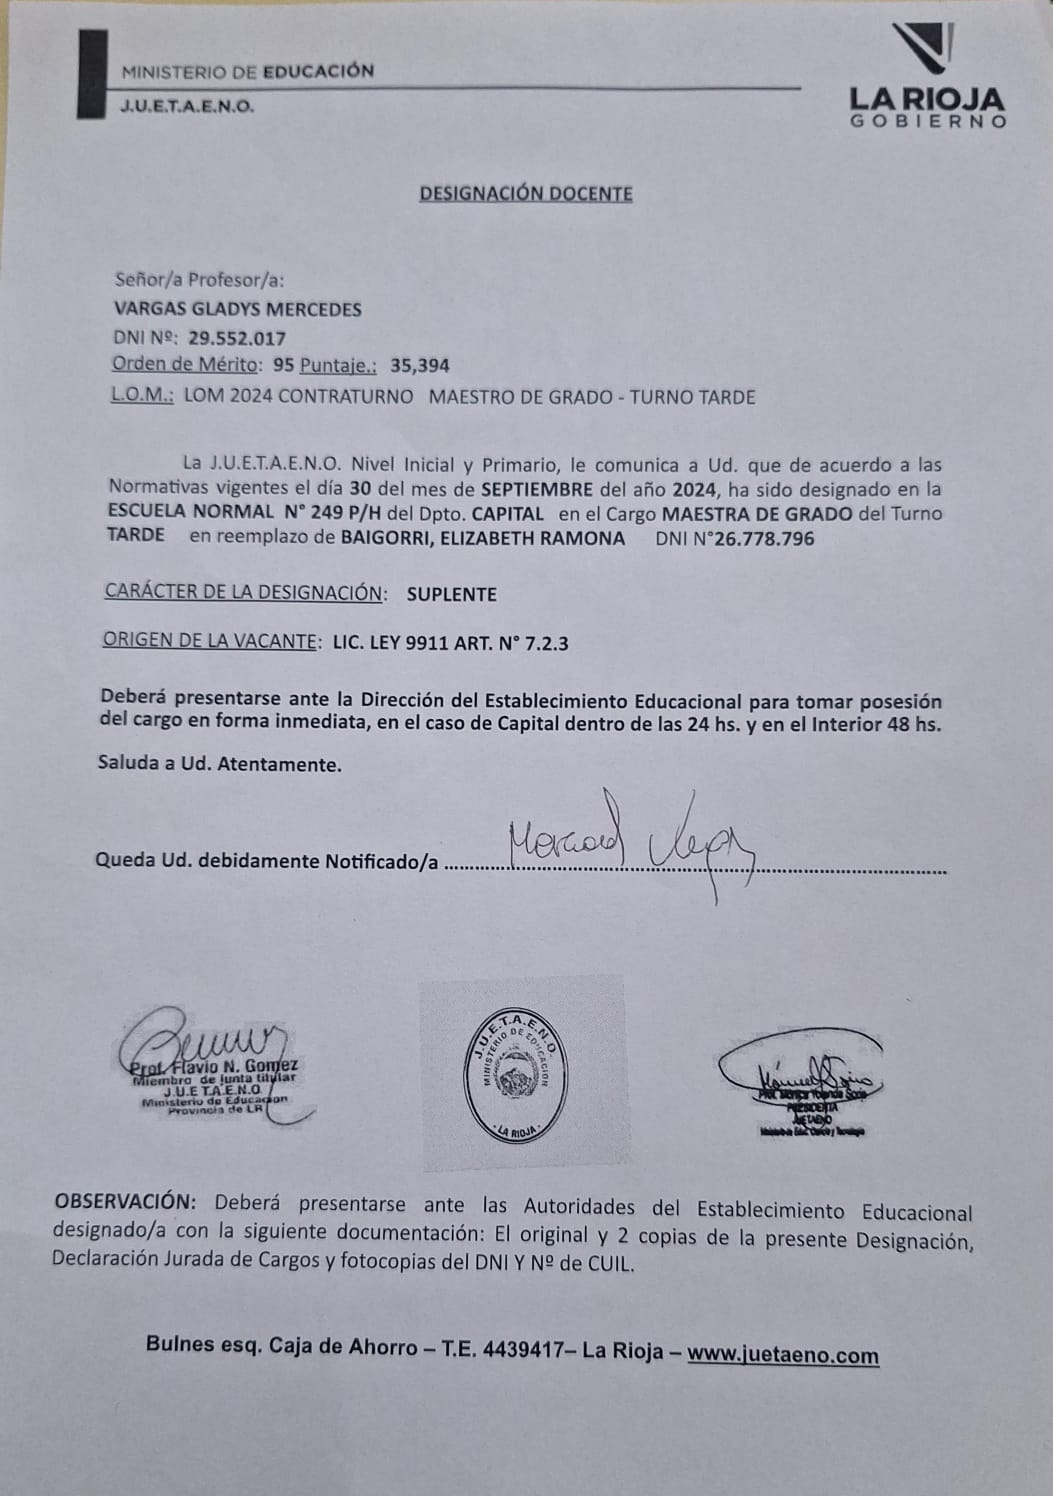 MINISTERIO DE EDUCACIÓN
J.U.E.T.A.E.N.O.
LA RIOJA
GOBIERNO
DESIGNACIÓN DOCENTE
Señor/a Profesor/a:
VARGAS GLADYS MERCEDES
DNI Nº: 29.552.017
Orden de Mérito: 95 Puntaje.: 35,394
L.O.M.: LOM 2024 CONTRATURNO MAESTRO DE GRADO - TURNO TARDE
La J.U.E.T.A.E.N.O. Nivel Inicial y Primario, le comunica a Ud. que de acuerdo a las
Normativas vigentes el día 30 del mes de SEPTIEMBRE del año 2024, ha sido designado en la
ESCUELA NORMAL N° 249 P/H del Dpto. CAPITAL en el Cargo MAESTRA DE GRADO del Turno
TARDE en reemplazo de BAIGORRI, ELIZABETH RAMONA DNI N°26.778.796
CARÁCTER DE LA DESIGNACIÓN: SUPLENTE
ORIGEN DE LA VACANTE: LIC. LEY 9911 ART. N° 7.2.3
Deberá presentarse ante la Dirección del Establecimiento Educacional para tomar posesión
del cargo en forma inmediata, en el caso de Capital dentro de las 24 hs. y en el Interior 48 hs.
Saluda a Ud. Atentamente.
Queda Ud. debidamente Notificado/a
Prof. Flavio N. Gomez
Miembro de Junta titular
J.U.E T.A.E.N.O
Ministerio de Educacion
Provincia de LR
J.U.E.T.A.E.N.O.
MINISTERIO DE EDUCACION
- LA RIOJA -
Yolanda Soria
PRESIDENTA
JUETAENO
OBSERVACIÓN: Deberá presentarse ante las Autoridades del Establecimiento Educacional
designado/a con la siguiente documentación: El original y 2 copias de la presente Designación,
Declaración Jurada de Cargos y fotocopias del DNI Y Nº de CUIL.
Bulnes esq. Caja de Ahorro – T.E. 4439417– La Rioja – www.juetaeno.com